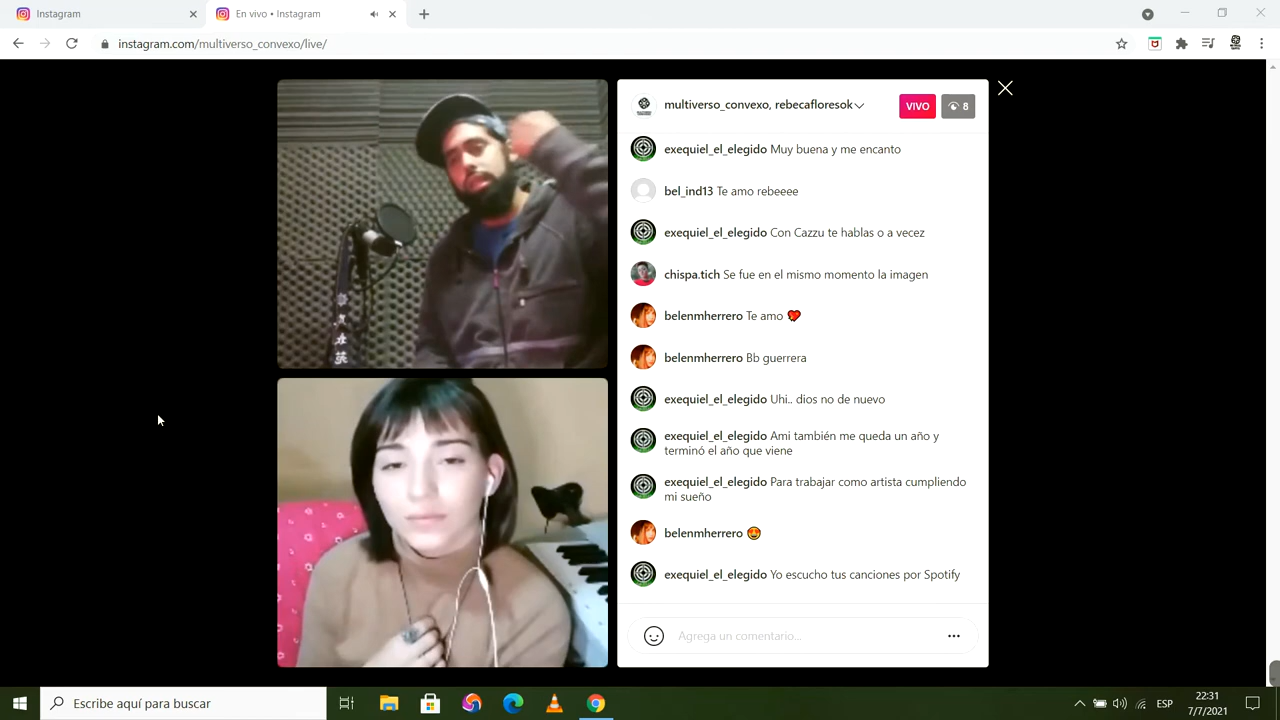 Instagram
En vivo • Instagram
instagram.com/multiverso_convexo/live/
multiverso_convexo, rebecafloresok
VIVO
8
exequiel_el_elegido Muy buena y me encanto
bel_ind13 Te amo rebeeee
exequiel_el_elegido Con Cazzu te hablas o a vecez
chispa.tich Se fue en el mismo momento la imagen
belenmherrero Te amo 💘
belenmherrero Bb guerrera
exequiel_el_elegido Uhi.. dios no de nuevo
exequiel_el_elegido Ami también me queda un año y
terminó el año que viene
exequiel_el_elegido Para trabajar como artista cumpliendo
mi sueño
belenmherrero 😍
exequiel_el_elegido Yo escucho tus canciones por Spotify
Agrega un comentario...
Escribe aquí para buscar
ESP
22:31
7/7/2021